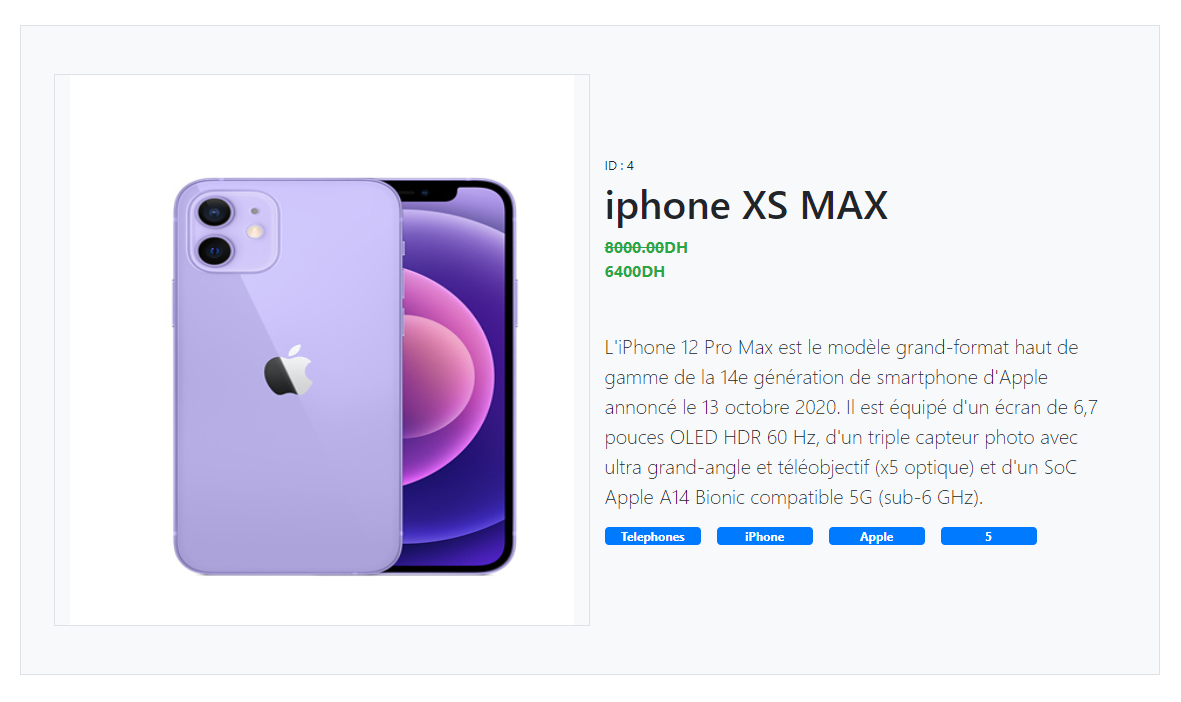 ID : 4
iphone XS MAX
8000.00DH
6400DH
L'iPhone 12 Pro Max est le modèle grand-format haut de
gamme de la 14e génération de smartphone d'Apple
annoncé le 13 octobre 2020. Il est équipé d'un écran de 6,7
pouces OLED HDR 60 Hz, d'un triple capteur photo avec
ultra grand-angle et téléobjectif (x5 optique) et d'un SoC
Apple A14 Bionic compatible 5G (sub-6 GHz).
Telephones iPhone Apple 5